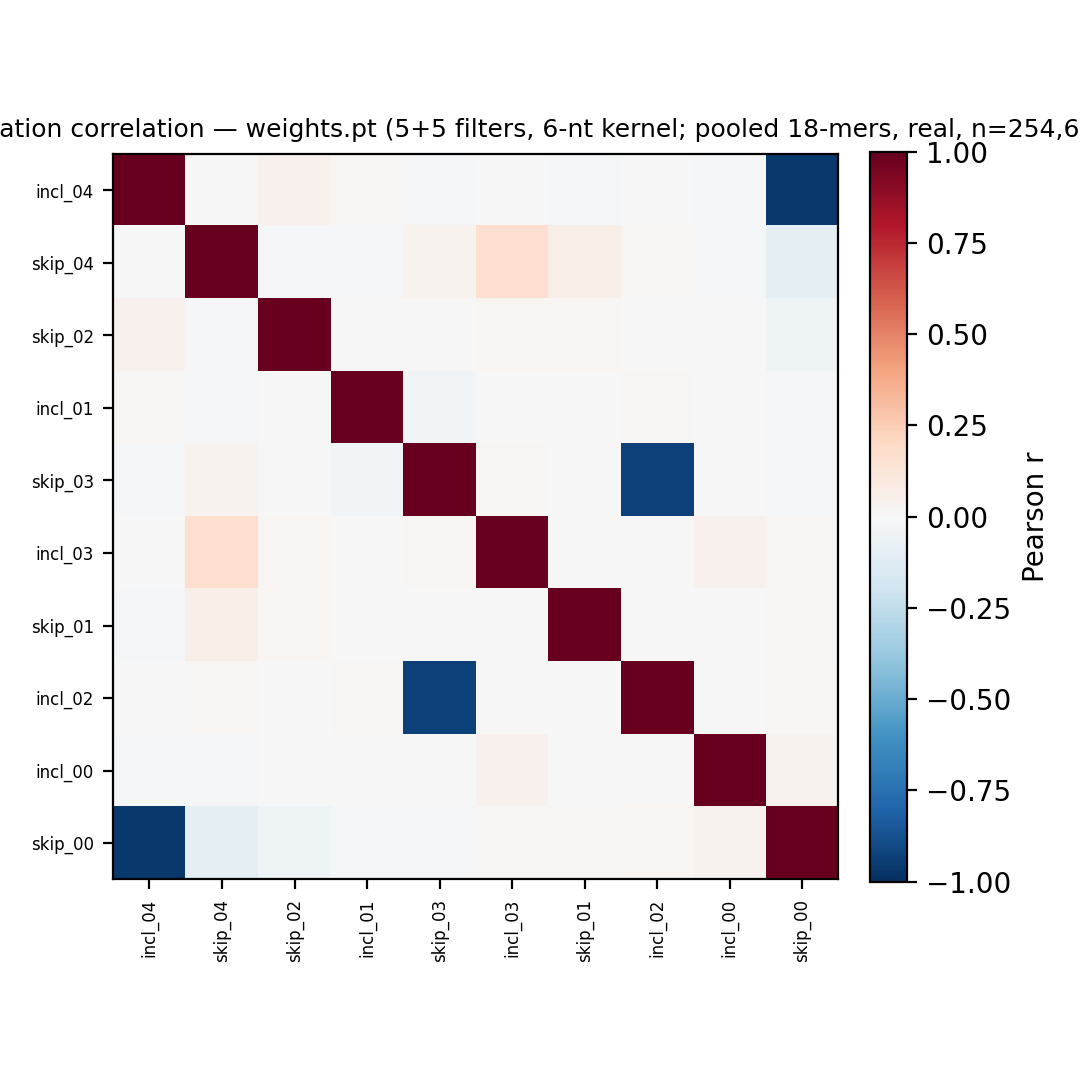 ation correlation — weights.pt (5+5 filters, 6-nt kernel; pooled 18-mers, real, n=254,6
incl_04
skip_04
skip_02
incl_01
skip_03
incl_03
skip_01
incl_02
incl_00
skip_00
incl_04
skip_04
skip_02
incl_01
skip_03
incl_03
skip_01
incl_02
incl_00
skip_00
1.00
0.75
0.50
0.25
0.00
−0.25
−0.50
−0.75
−1.00
Pearson r